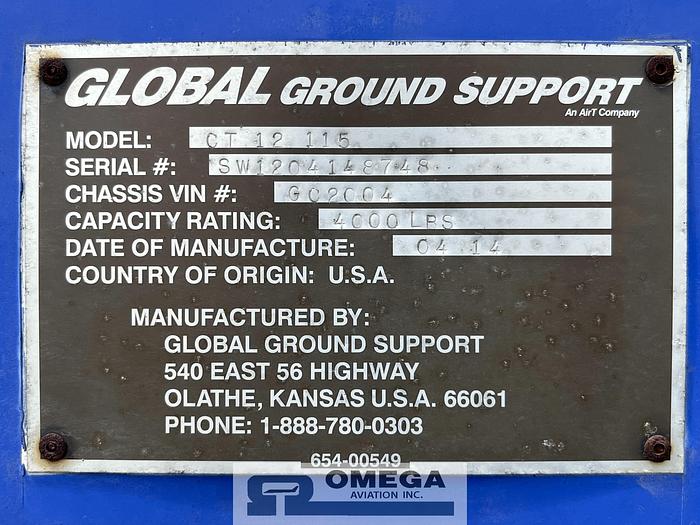 GLOBAL GROUND SUPPORT
An AirT Company
MODEL: CT 12 115
SERIAL #: SW1204148748
CHASSIS VIN #: GC2004
CAPACITY RATING: 4000 LBS
DATE OF MANUFACTURE: 04 14
COUNTRY OF ORIGIN: U.S.A.
MANUFACTURED BY:
GLOBAL GROUND SUPPORT
540 EAST 56 HIGHWAY
OLATHE, KANSAS U.S.A. 66061
PHONE: 1-888-780-0303
654-00549
OMEGA
AVIATION INC.